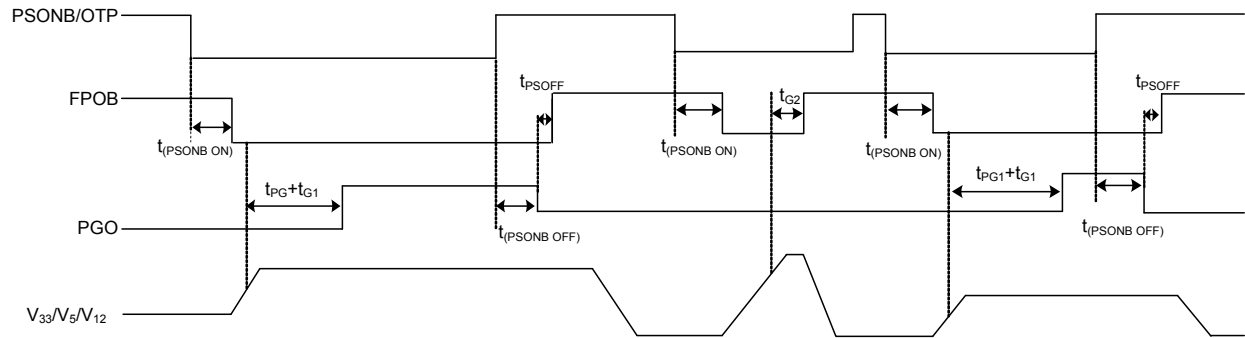 PSONB/OTP
tPSOFF
tPSOFF
FPOB
tG2
t(PSONB ON)
t(PSONB ON)
t(PSONB ON)
tPG+tG1
tPG1+tG1
PGO
t(PSONB OFF)
t(PSONB OFF)
V33/V5/V12